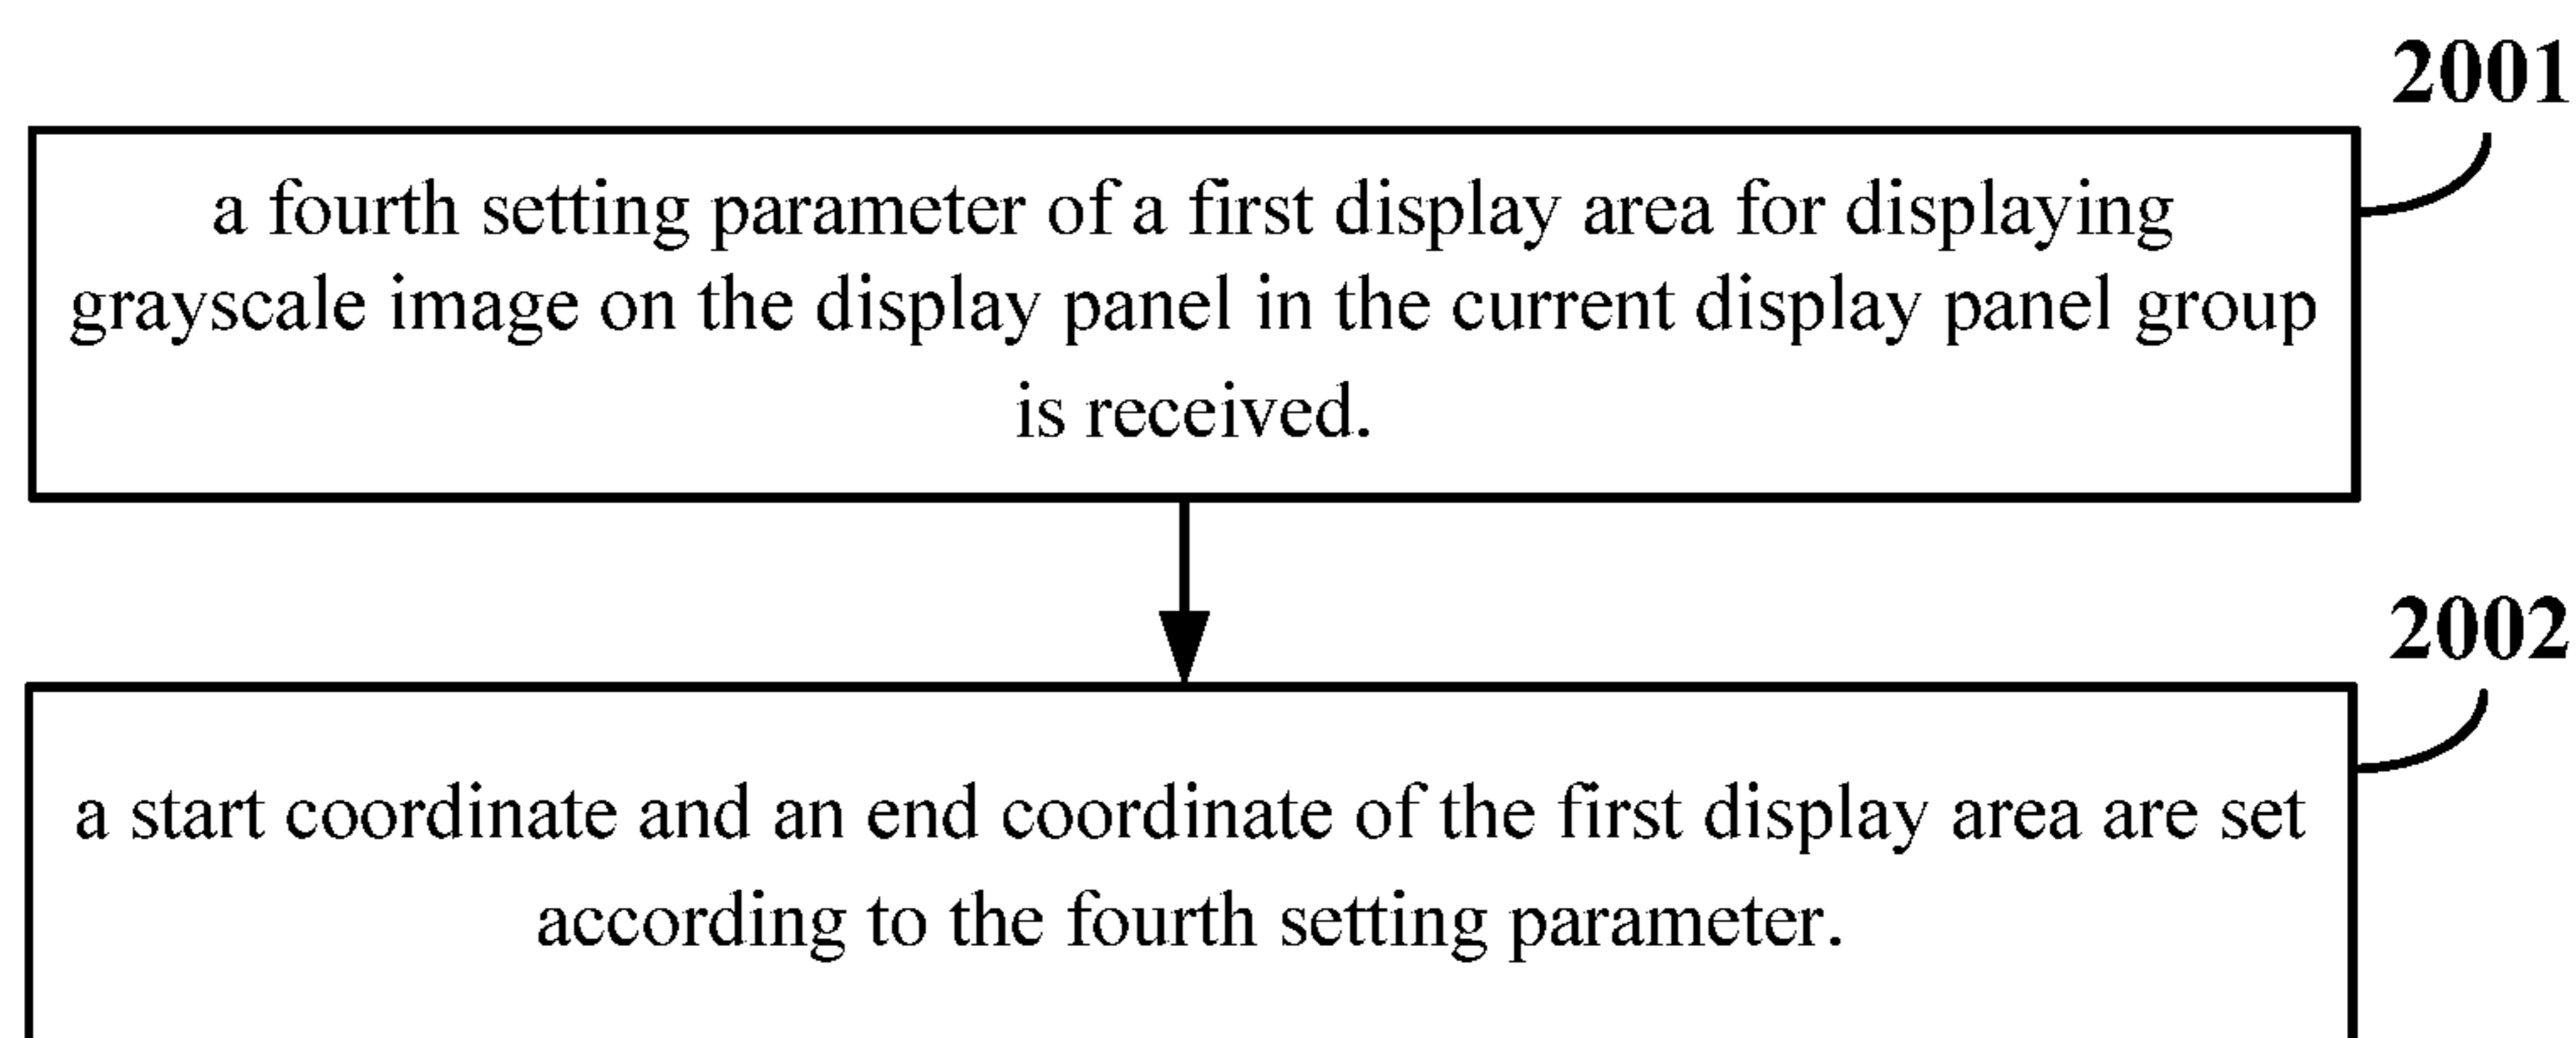 2001
a fourth setting parameter of a first display area for displaying
grayscale image on the display panel in the current display panel group
is received.
2002
a start coordinate and an end coordinate of the first display area are set
according to the fourth setting parameter.